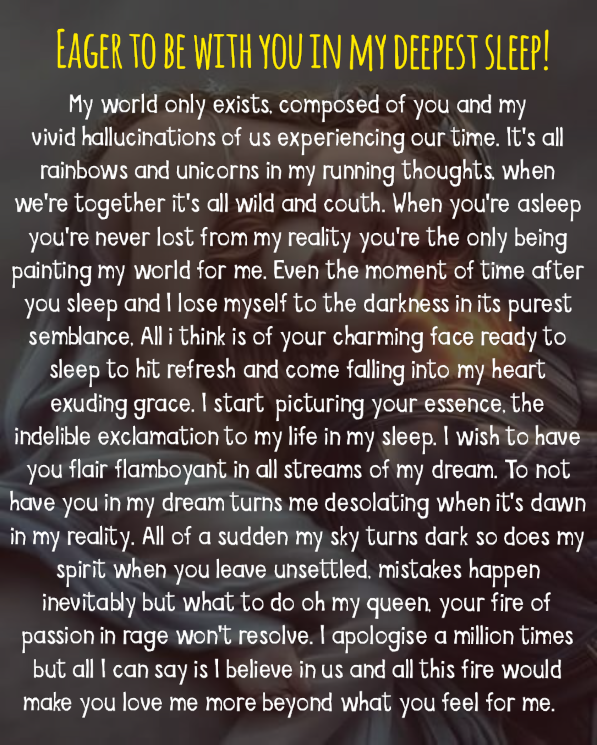 EAGER TO BE WITH YOU IN MY DEEPEST SLEEP!
My world only exists, composed of you and my
vivid hallucinations of us experiencing our time. It's all
rainbows and unicorns in my running thoughts, when
we're together it's all wild and couth. When you're asleep
you're never lost from my reality you're the only being
painting my world for me. Even the moment of time after
you sleep and I lose myself to the darkness in its purest
semblance, All i think is of your charming face ready to
sleep to hit refresh and come falling into my heart
exuding grace. I start picturing your essence, the
indelible exclamation to my life in my sleep. I wish to have
you flair flamboyant in all streams of my dream. To not
have you in my dream turns me desolating when it's dawn
in my reality. All of a sudden my sky turns dark so does my
spirit when you leave unsettled, mistakes happen
inevitably but what to do oh my queen, your fire of
passion in rage won't resolve. I apologise a million times
but all I can say is I believe in us and all this fire would
make you love me more beyond what you feel for me.